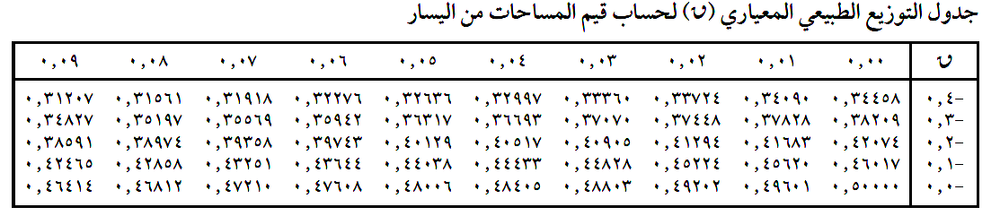 جدول التوزيع الطبيعي المعياري (ن) لحساب قيم المساحات من اليسار
ن ٠,٠٠ ٠,٠١ ٠,٠٢ ٠,٠٣ ٠,٠٤ ٠,٠٥ ٠,٠٦ ٠,٠٧ ٠,٠٨ ٠,٠٩
-٠,٤ ٠,٣٤٤٥٨ ٠,٣٤٠٩٠ ٠,٣٣٧٢٤ ٠,٣٣٣٦٠ ٠,٣٢٩٩٧ ٠,٣٢٦٣٦ ٠,٣٢٢٧٦ ٠,٣١٩١٨ ٠,٣١٥٦١ ٠,٣١٢٠٧
-٠,٣ ٠,٣٨٢٠٩ ٠,٣٧٨٢٨ ٠,٣٧٤٤٨ ٠,٣٧٠٧٠ ٠,٣٦٦٩٣ ٠,٣٦٣١٧ ٠,٣٥٩٤٢ ٠,٣٥٥٦٩ ٠,٣٥١٩٧ ٠,٣٤٨٢٧
-٠,٢ ٠,٤٢٠٧٤ ٠,٤١٦٨٣ ٠,٤١٢٩٤ ٠,٤٠٩٠٥ ٠,٤٠٥١٧ ٠,٤٠١٢٩ ٠,٣٩٧٤٣ ٠,٣٩٣٥٨ ٠,٣٨٩٧٤ ٠,٣٨٥٩١
-٠,١ ٠,٤٦٠١٧ ٠,٤٥٦٢٠ ٠,٤٥٢٢٤ ٠,٤٤٨٢٨ ٠,٤٤٤٣٣ ٠,٤٤٠٣٨ ٠,٤٣٦٤٤ ٠,٤٣٢٥١ ٠,٤٢٨٥٨ ٠,٤٢٤٦٥
-٠,٠ ٠,٥٠٠٠٠ ٠,٤٩٦٠١ ٠,٤٩٢٠٢ ٠,٤٨٨٠٣ ٠,٤٨٤٠٥ ٠,٤٨٠٠٦ ٠,٤٧٦٠٨ ٠,٤٧٢١٠ ٠,٤٦٨١٢ ٠,٤٦٤١٤